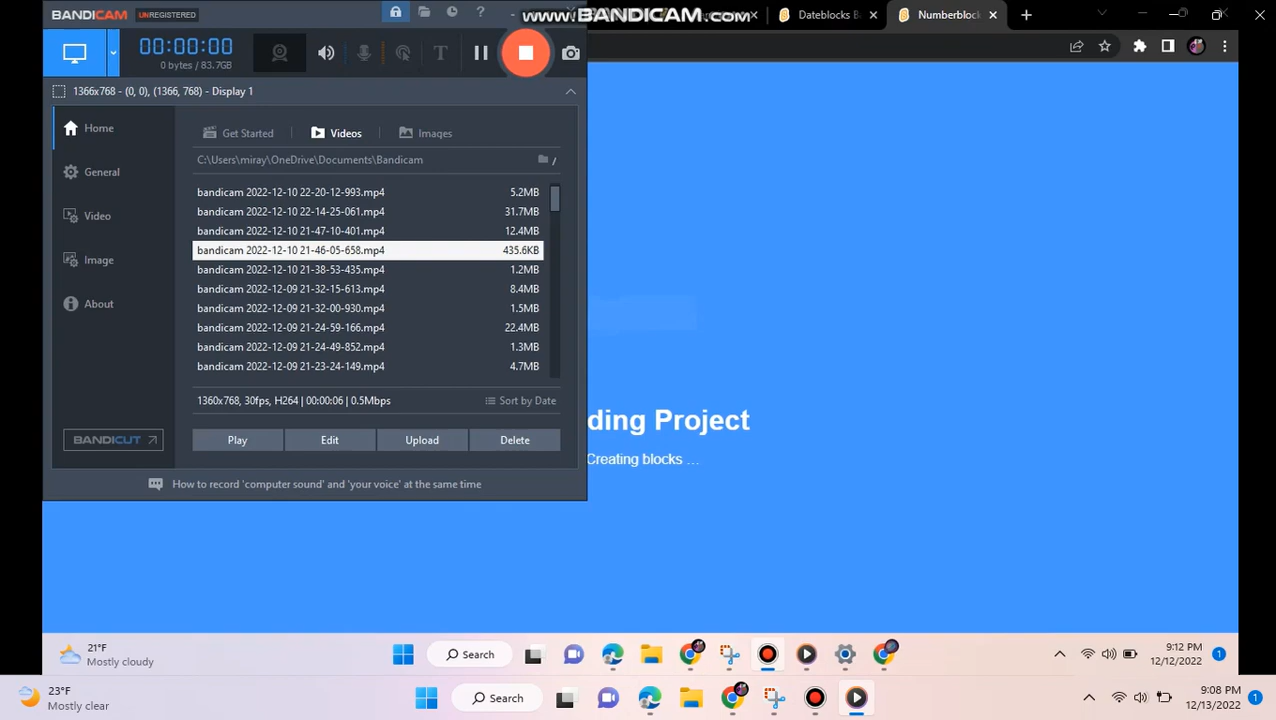 BANDICAM UNREGISTERED
www.BANDICAM.com
Dateblocks Ba
Numberblock
00:00:00
0 bytes / 83.7GB
1366x768 - (0, 0), (1366, 768) - Display 1
Home
General
Video
Image
About
BANDICUT
Get Started
Videos
Images
C:\Users\miray\OneDrive\Documents\Bandicam
bandicam 2022-12-10 22-20-12-993.mp4 5.2MB
bandicam 2022-12-10 22-14-25-061.mp4 31.7MB
bandicam 2022-12-10 21-47-10-401.mp4 12.4MB
bandicam 2022-12-10 21-46-05-658.mp4 435.6KB
bandicam 2022-12-10 21-38-53-435.mp4 1.2MB
bandicam 2022-12-09 21-32-15-613.mp4 8.4MB
bandicam 2022-12-09 21-32-00-930.mp4 1.5MB
bandicam 2022-12-09 21-24-59-166.mp4 22.4MB
bandicam 2022-12-09 21-24-49-852.mp4 1.3MB
bandicam 2022-12-09 21-23-24-149.mp4 4.7MB
1360x768, 30fps, H264 | 00:00:06 | 0.5Mbps
Sort by Date
Play Edit Upload Delete
How to record 'computer sound' and 'your voice' at the same time
ding Project
Creating blocks ...
21°F
Mostly cloudy
Search
9:12 PM
12/12/2022
1
23°F
Mostly clear
Search
9:08 PM
12/13/2022
1